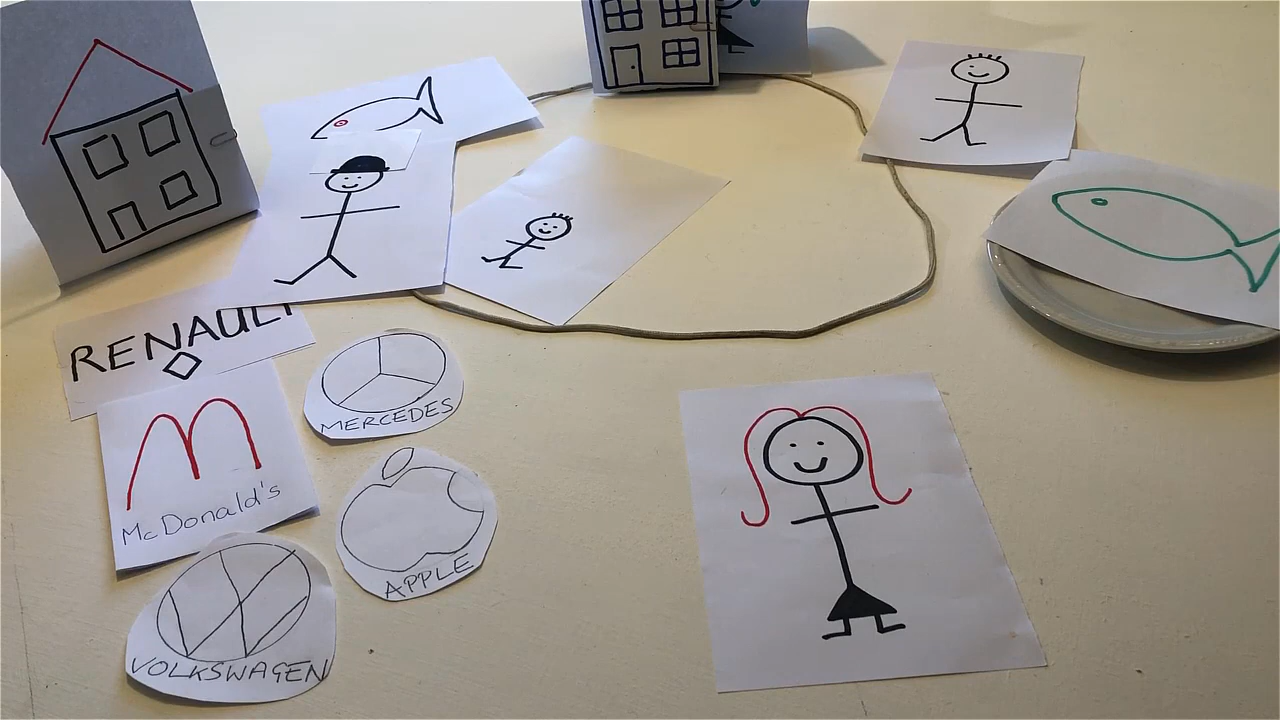 RENAULT
MERCEDES
McDonald's
APPLE
VOLKSWAGEN